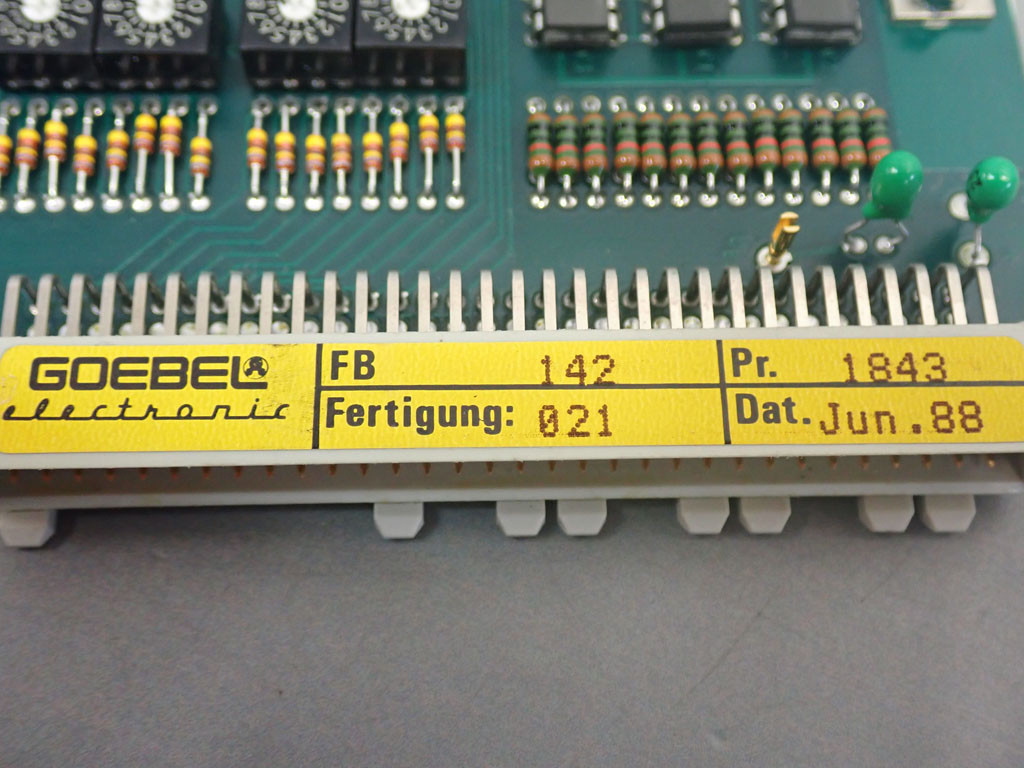 GOEBEL
electronic
FB 142
Fertigung: 021
Pr. 1843
Dat. Jun.88